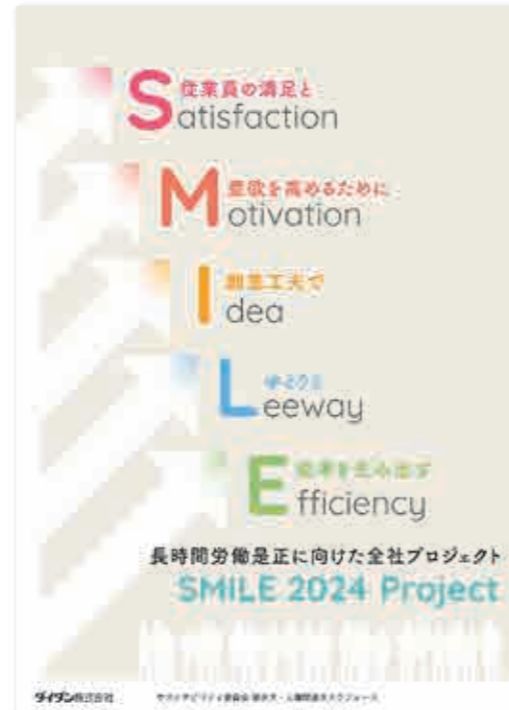 従業員の満足と
Satisfaction
意欲を高めるために
Motivation
創意工夫で
Idea
ゆとりと
Leeway
効率を生み出す
Efficiency
長時間労働是正に向けた全社プロジェクト
SMILE 2024 Project
ダイダン株式会社